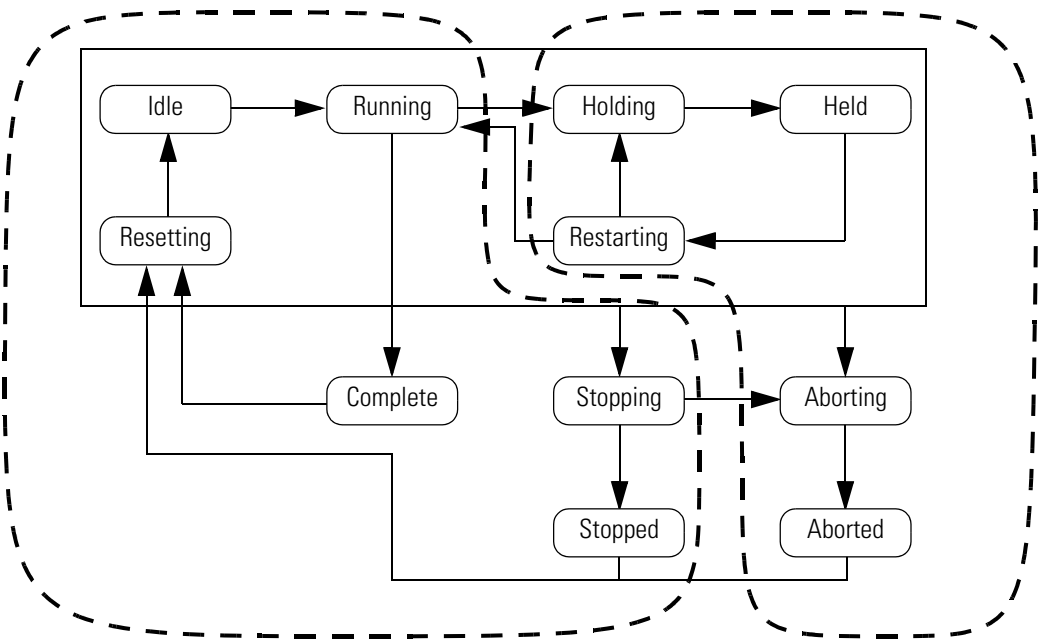 Idle
Running
Holding
Held
Resetting
Restarting
Complete
Stopping
Aborting
Stopped
Aborted